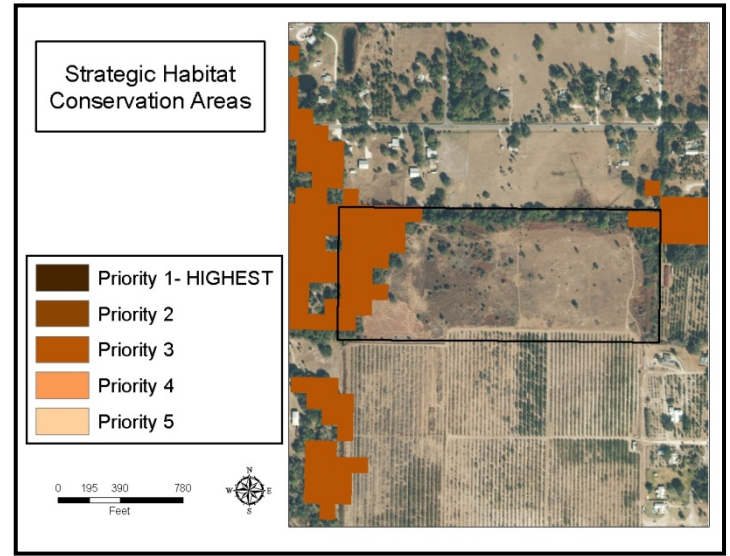 Strategic Habitat
Conservation Areas
Priority 1- HIGHEST
Priority 2
Priority 3
Priority 4
Priority 5
0 195 390 780
Feet
N
W E
S